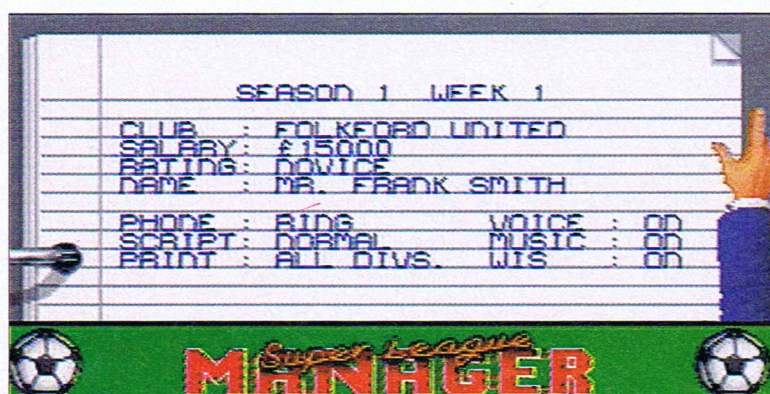 SEASON 1 WEEK 1
CLUB : FOLKFORD UNITED
SALARY: £15000
RATING: NOVICE
NAME : MR. FRANK SMITH
PHONE : RING VOICE : ON
SCRIPT: NORMAL MUSIC : ON
PRINT : ALL DIVS. WIS : ON
Super League
MANAGER